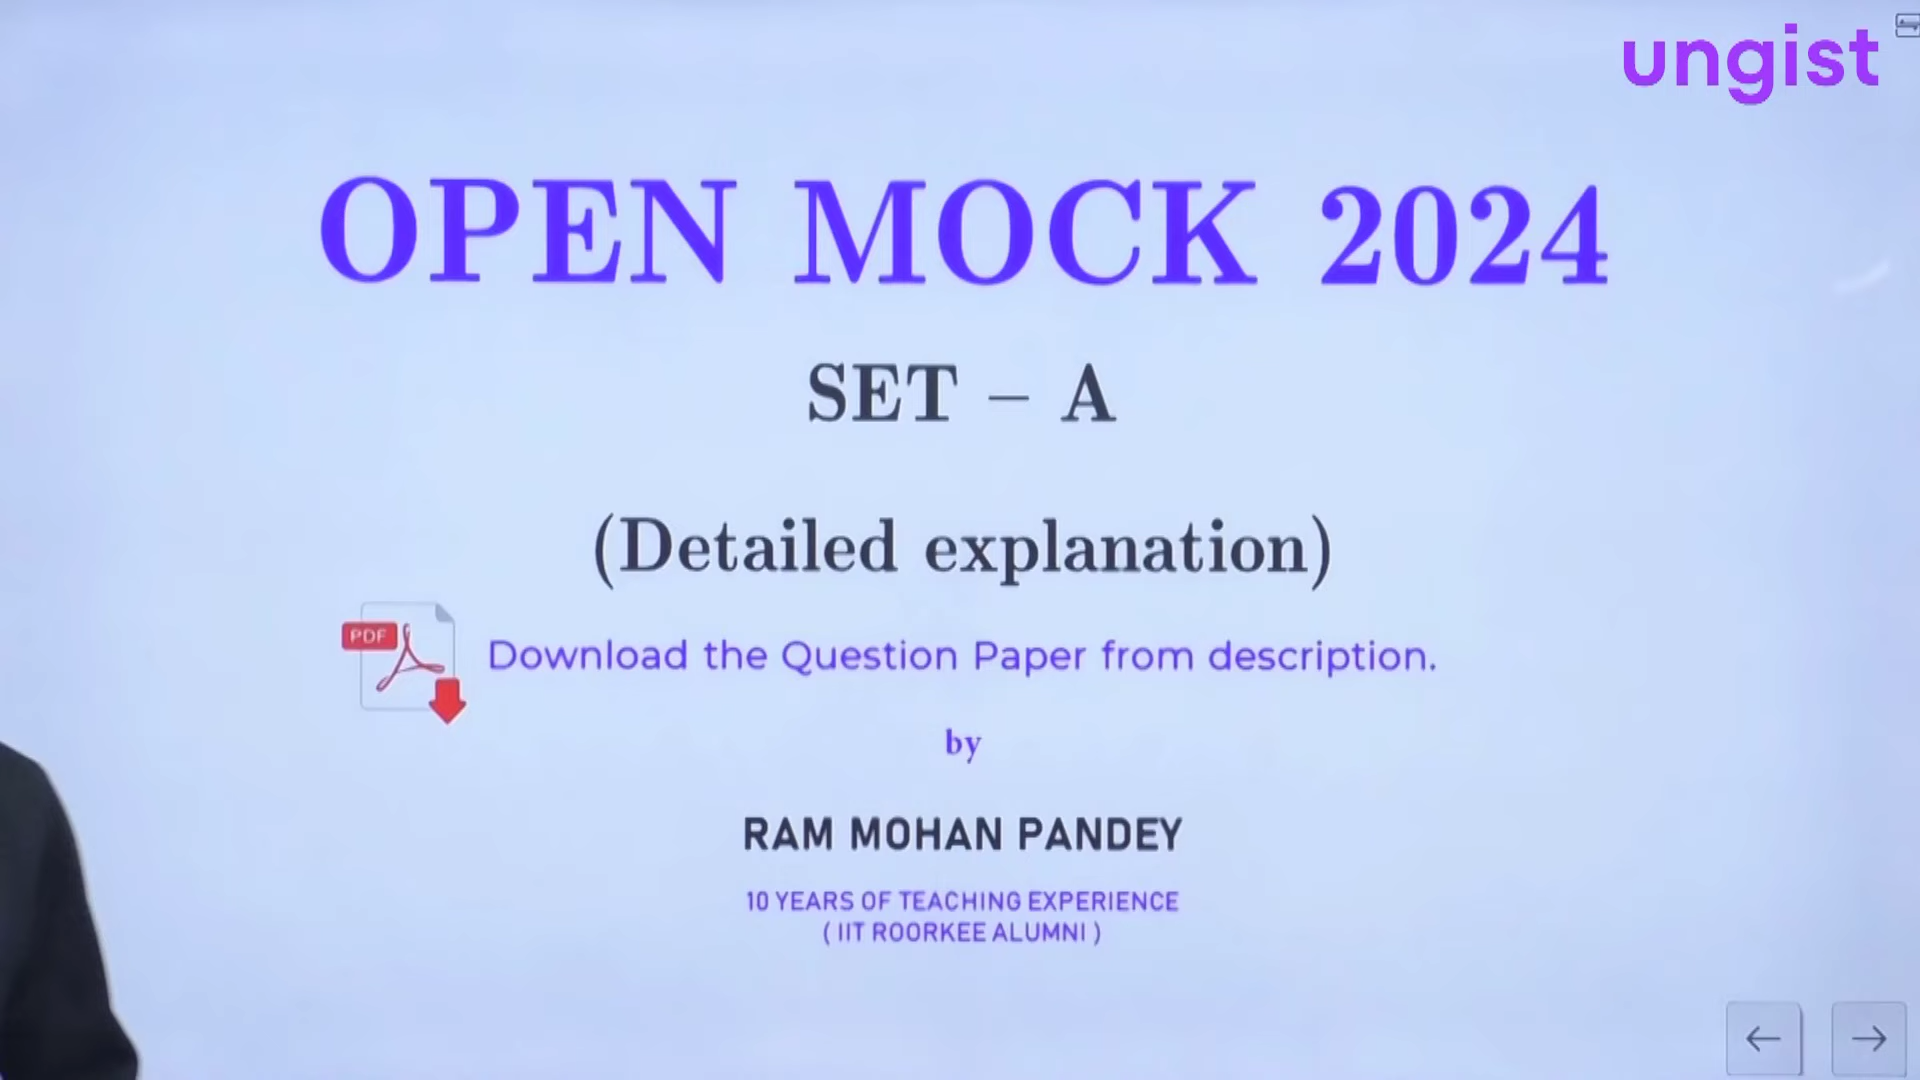 ungist
OPEN MOCK 2024
SET – A
(Detailed explanation)
PDF
Download the Question Paper from description.
by
RAM MOHAN PANDEY
10 YEARS OF TEACHING EXPERIENCE
( IIT ROORKEE ALUMNI )